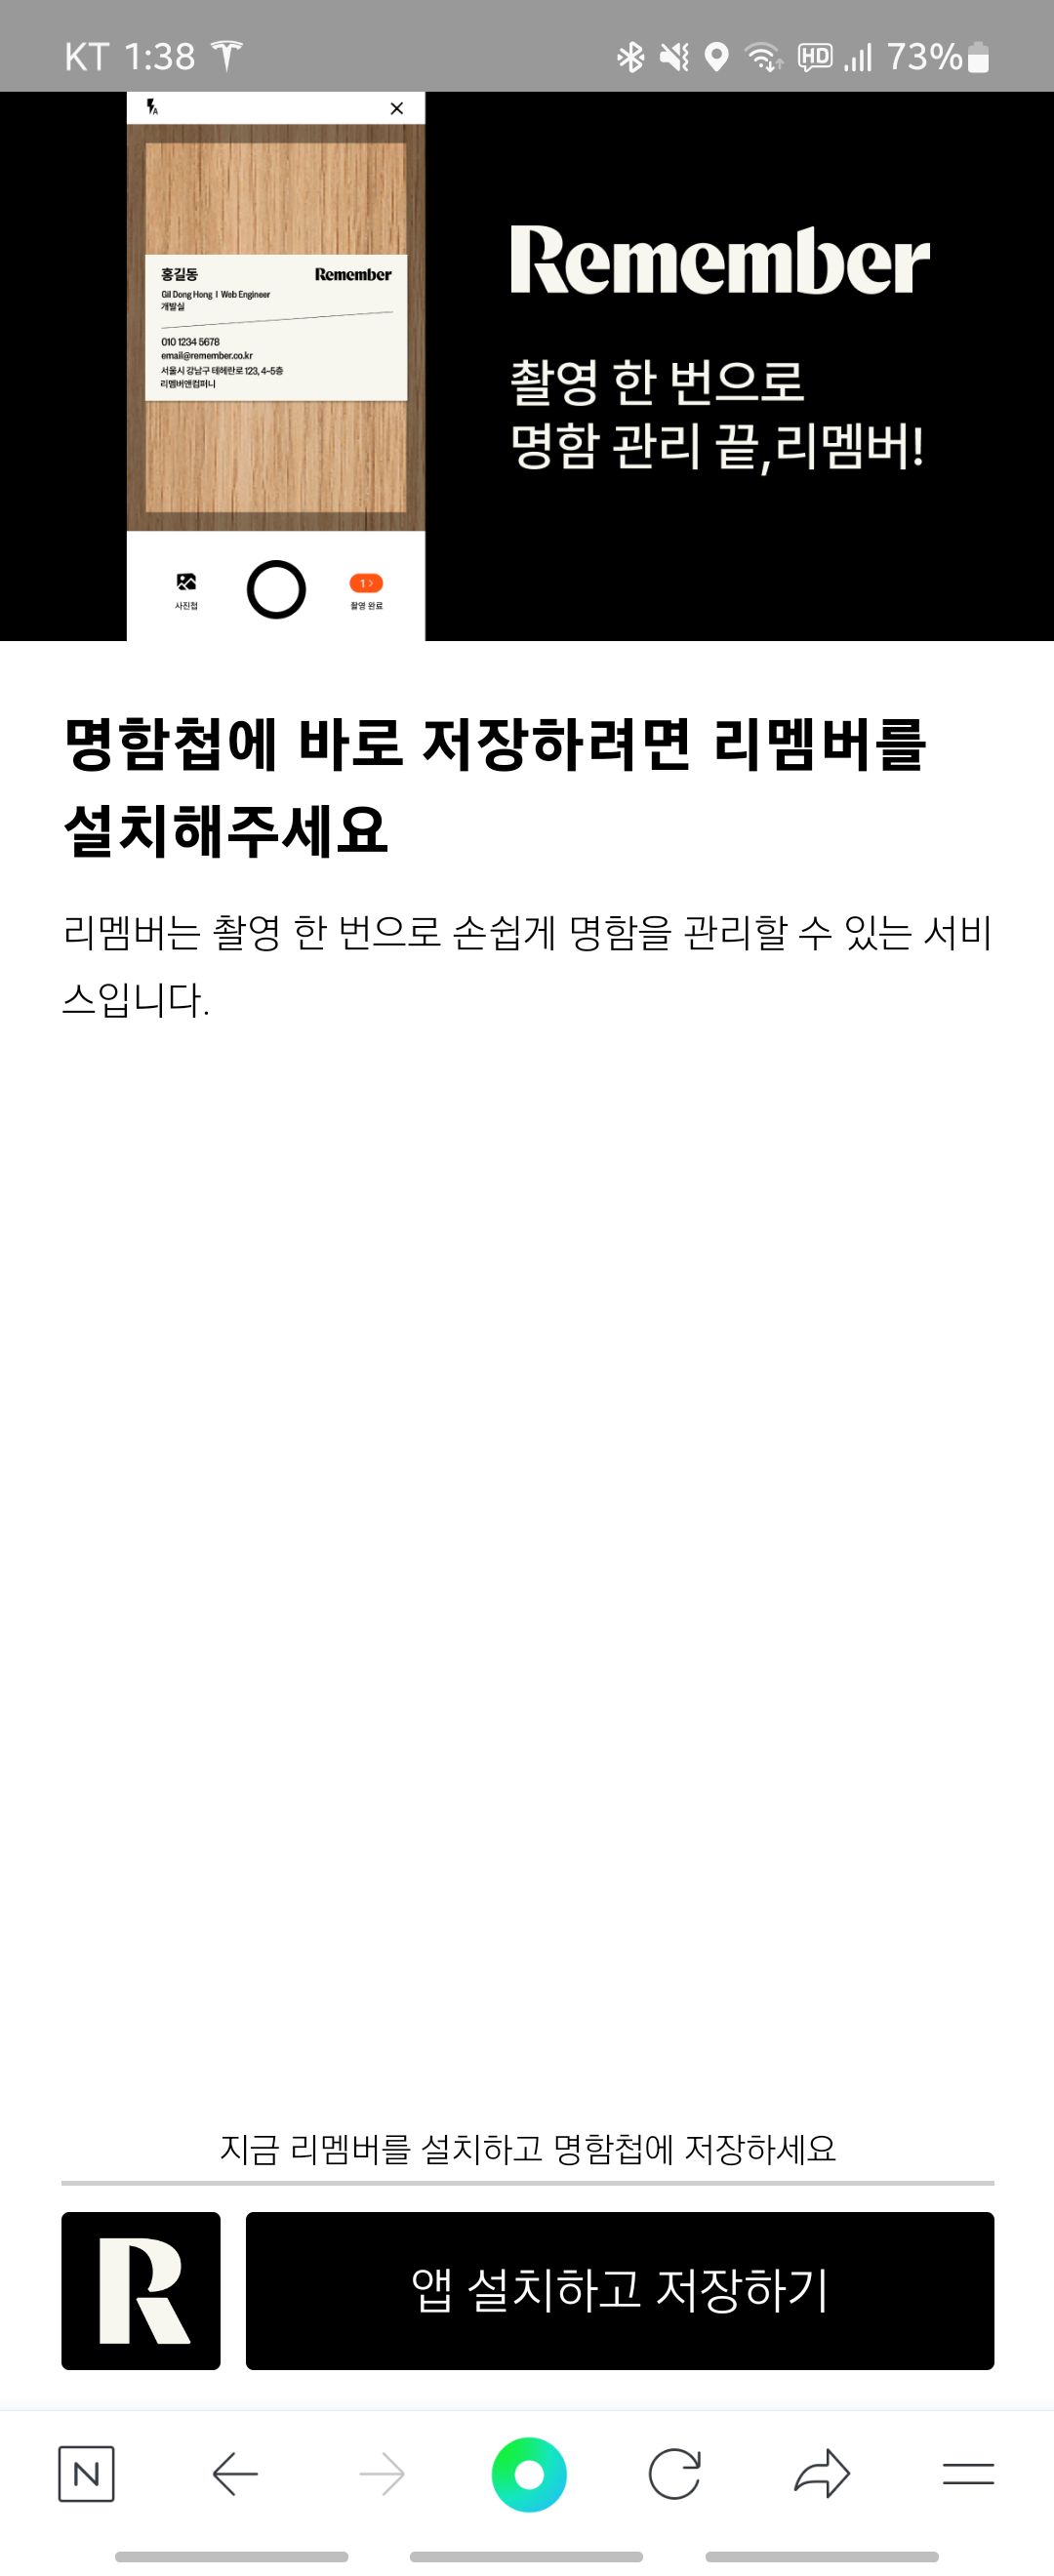 KT 1:38
HD 73%
A
홍길동 Remember
Gil Dong Hong | Web Engineer
개발실
010 1234 5678
email@remember.co.kr
서울시 강남구 테헤란로 123, 4-5층
리멤버앤컴퍼니
사진첩
1 >
촬영 완료
Remember
촬영 한 번으로
명함 관리 끝,리멤버!
명함첩에 바로 저장하려면 리멤버를
설치해주세요
리멤버는 촬영 한 번으로 손쉽게 명함을 관리할 수 있는 서비
스입니다.
지금 리멤버를 설치하고 명함첩에 저장하세요
R
앱 설치하고 저장하기
N